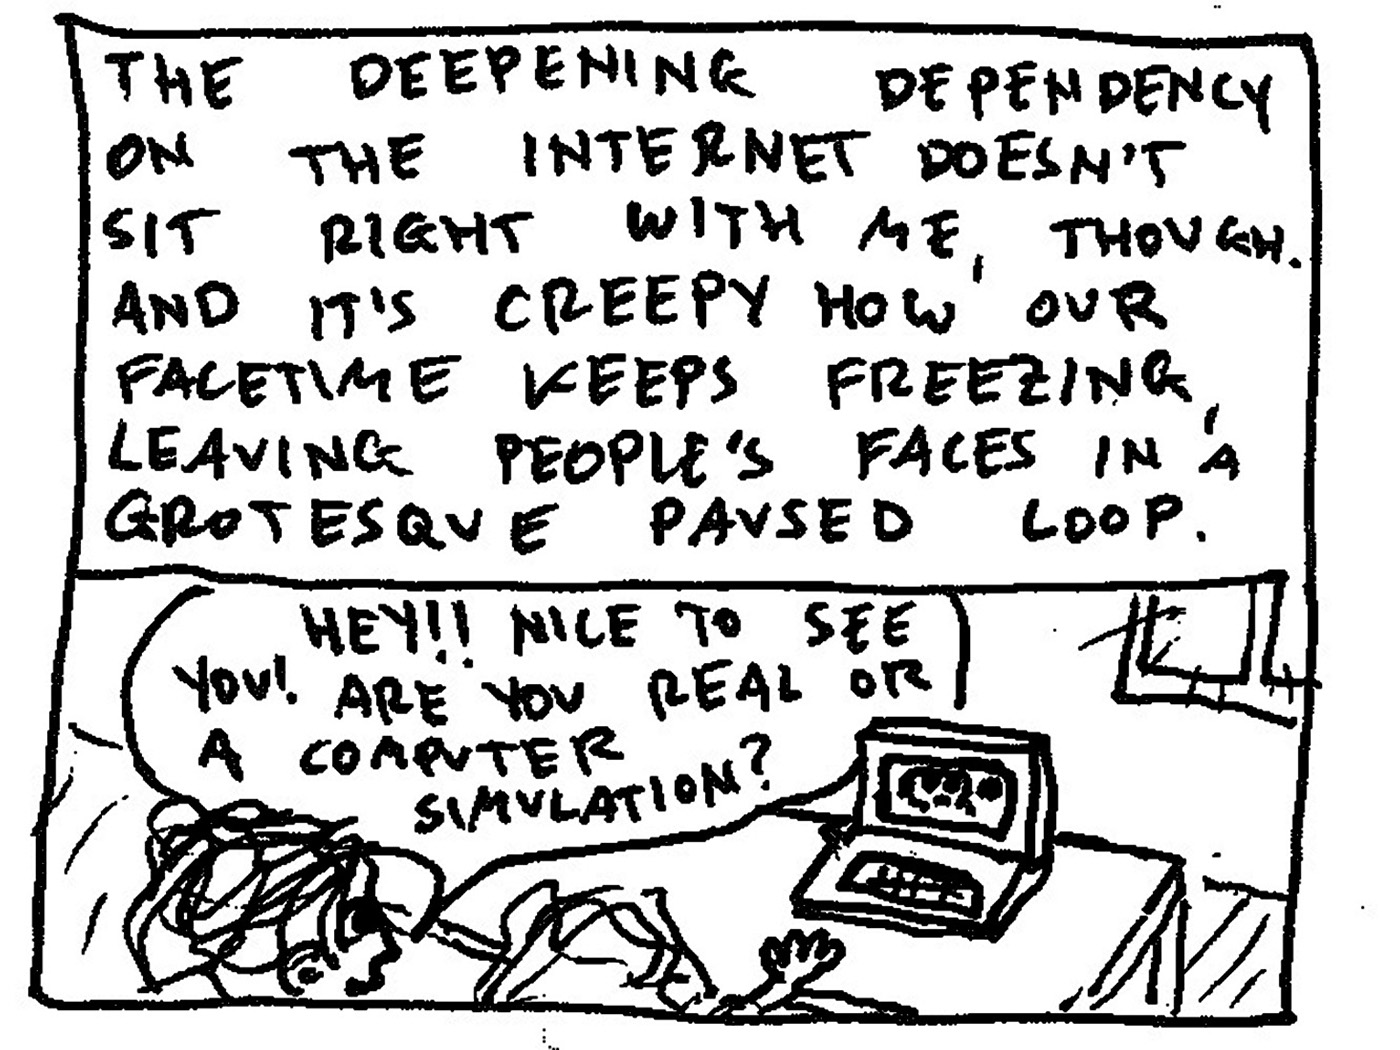 THE DEEPENING DEPENDENCY
ON THE INTERNET DOESN'T
SIT RIGHT WITH ME, THOUGH.
AND IT'S CREEPY HOW OUR
FACETIME KEEPS FREEZING,
LEAVING PEOPLE'S FACES IN A
GROTESQUE PAUSED LOOP.
HEY!! NICE TO SEE
YOU! ARE YOU REAL OR
A COMPUTER
SIMULATION?